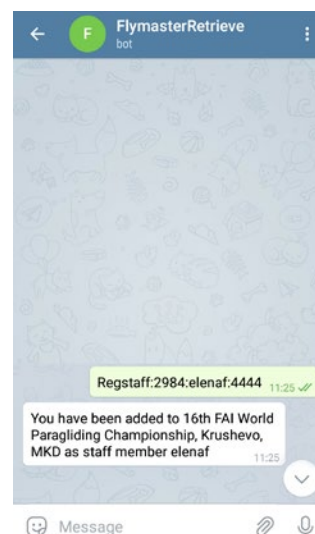 F
FlymasterRetrieve
bot
Regstaff:2984:elenaf:4444 11:25
You have been added to 16th FAI World
Paragliding Championship, Krushevo,
MKD as staff member elenaf 11:25
Message